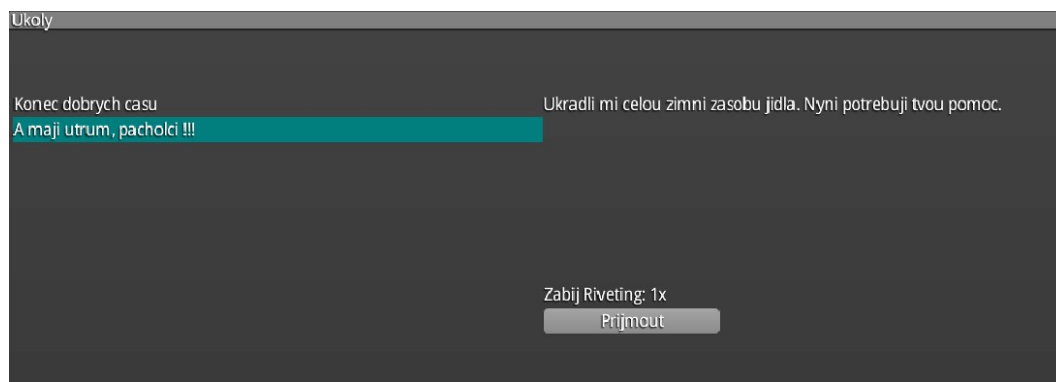 Ukoly
Konec dobrych casu
A maji utrum, pacholci !!!
Ukradli mi celou zimni zasobu jidla. Nyni potrebuji tvou pomoc.
Zabij Riveting: 1x
Prijmout